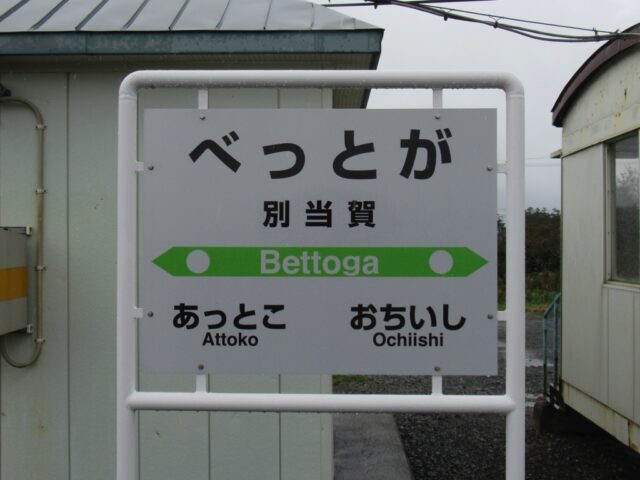 べっとが
別当賀
Bettoga
あっとこ おちいし
Attoko Ochiishi